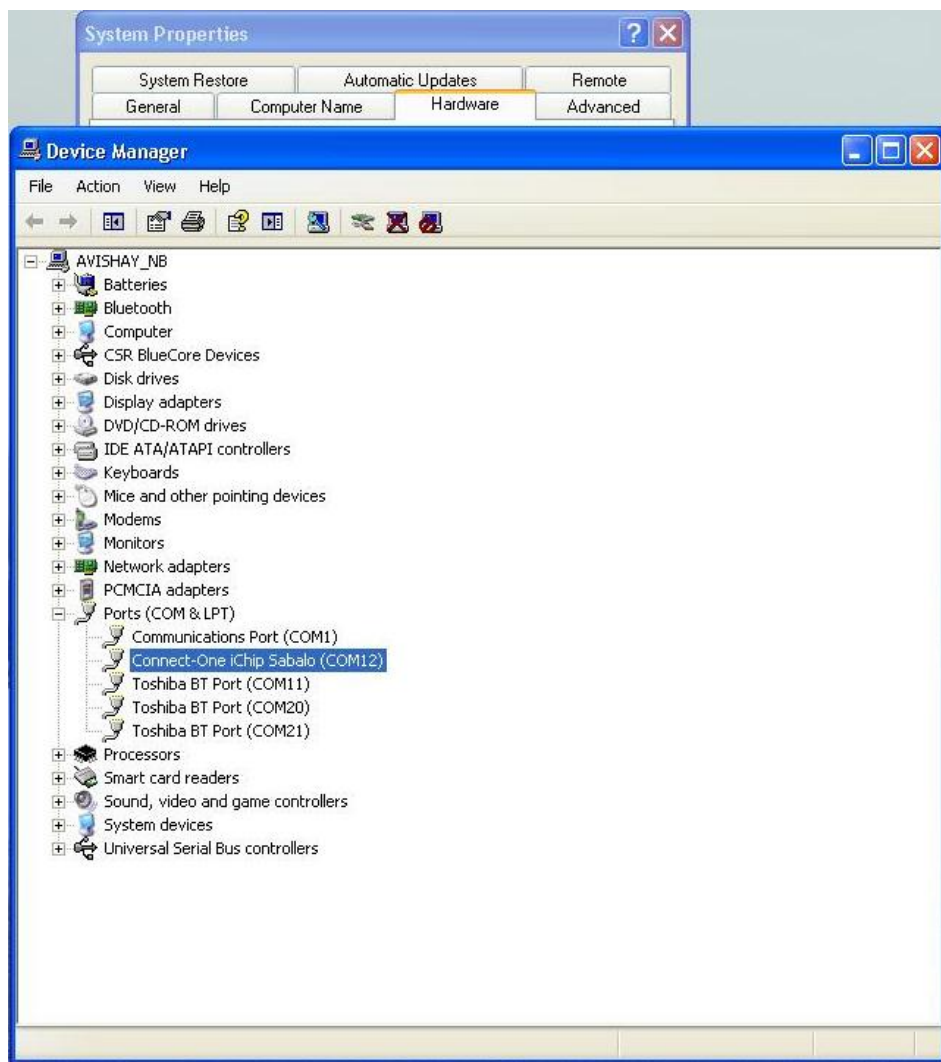 System Properties
System Restore Automatic Updates Remote
General Computer Name Hardware Advanced
Device Manager
File Action View Help
AVISHAY_NB
Batteries
Bluetooth
Computer
CSR BlueCore Devices
Disk drives
Display adapters
DVD/CD-ROM drives
IDE ATA/ATAPI controllers
Keyboards
Mice and other pointing devices
Modems
Monitors
Network adapters
PCMCIA adapters
Ports (COM & LPT)
Communications Port (COM1)
Connect-One iChip Sabalo (COM12)
Toshiba BT Port (COM11)
Toshiba BT Port (COM20)
Toshiba BT Port (COM21)
Processors
Smart card readers
Sound, video and game controllers
System devices
Universal Serial Bus controllers